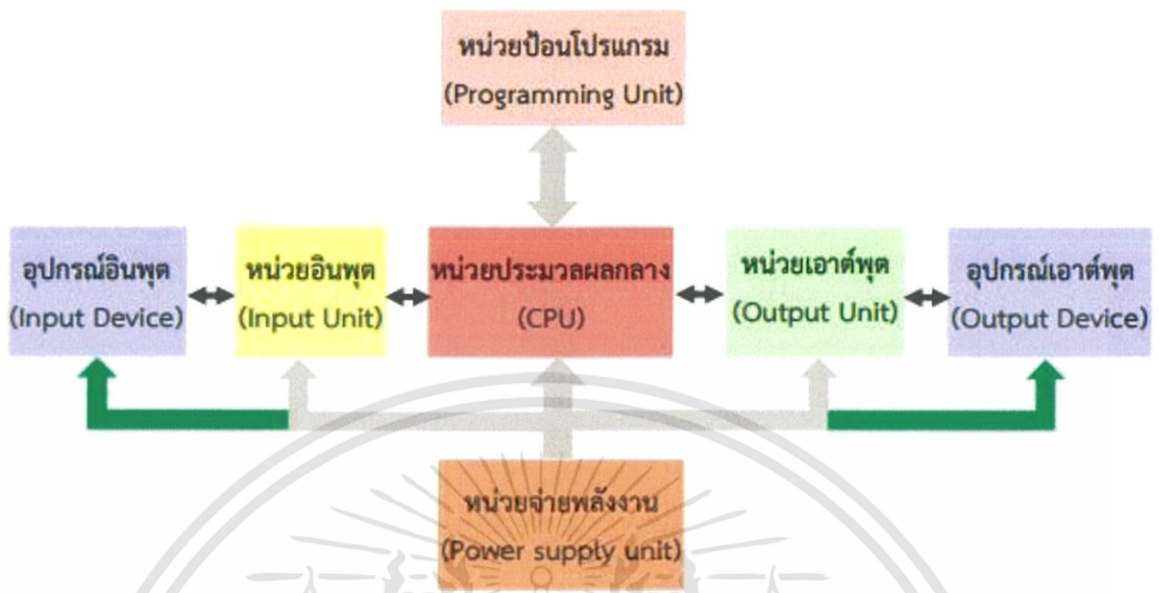 หน่วยป้อนโปรแกรม
(Programming Unit)
อุปกรณ์อินพุต
(Input Device)
หน่วยอินพุต
(Input Unit)
หน่วยประมวลผลกลาง
(CPU)
หน่วยเอาต์พุต
(Output Unit)
อุปกรณ์เอาต์พุต
(Output Device)
หน่วยจ่ายพลังงาน
(Power supply unit)